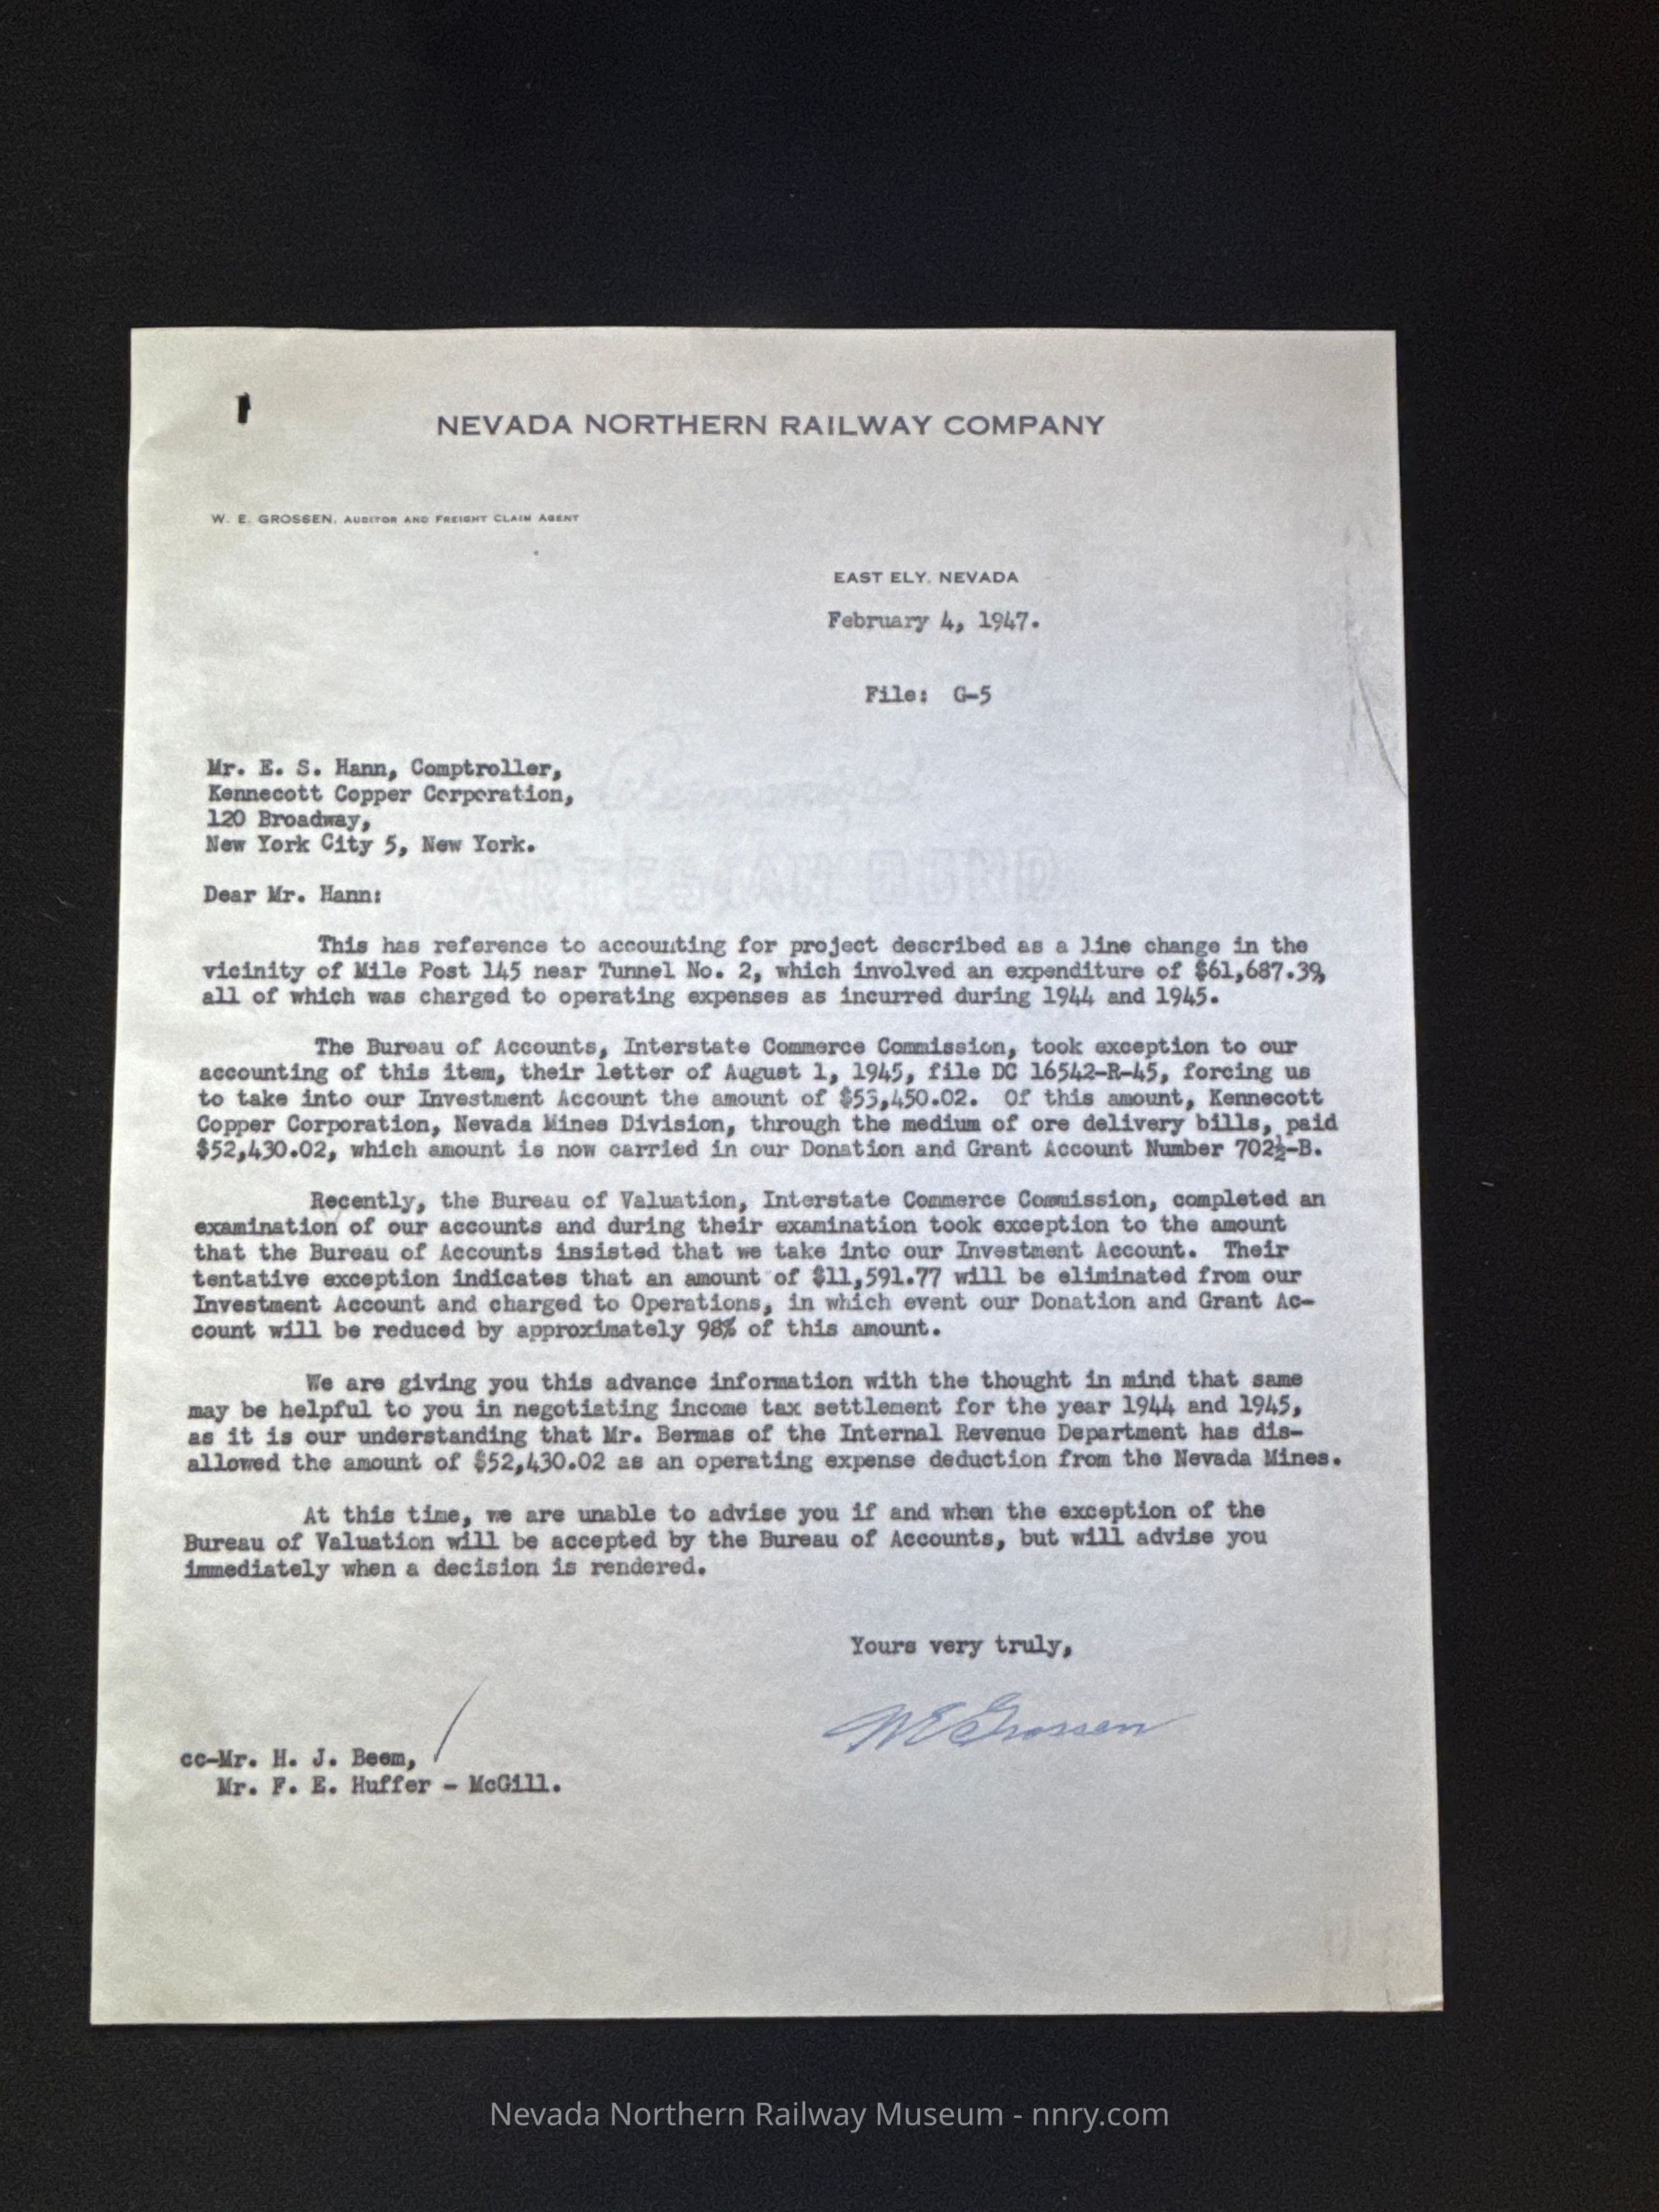 NEVADA NORTHERN RAILWAY COMPANY
W. E. GROSSEN, AUDITOR AND FREIGHT CLAIM AGENT
EAST ELY, NEVADA
February 4, 1947.
File: G-5
Mr. E. S. Hann, Comptroller,
Kennecott Copper Corporation,
120 Broadway,
New York City 5, New York.
Dear Mr. Hann:
This has reference to accounting for project described as a line change in the
vicinity of Mile Post 145 near Tunnel No. 2, which involved an expenditure of $61,687.39,
all of which was charged to operating expenses as incurred during 1944 and 1945.
The Bureau of Accounts, Interstate Commerce Commission, took exception to our
accounting of this item, their letter of August 1, 1945, file DC 16542-R-45, forcing us
to take into our Investment Account the amount of $53,450.02. Of this amount, Kennecott
Copper Corporation, Nevada Mines Division, through the medium of ore delivery bills, paid
$52,430.02, which amount is now carried in our Donation and Grant Account Number 702½-B.
Recently, the Bureau of Valuation, Interstate Commerce Commission, completed an
examination of our accounts and during their examination took exception to the amount
that the Bureau of Accounts insisted that we take into our Investment Account. Their
tentative exception indicates that an amount of $11,591.77 will be eliminated from our
Investment Account and charged to Operations, in which event our Donation and Grant Ac-
count will be reduced by approximately 98% of this amount.
We are giving you this advance information with the thought in mind that same
may be helpful to you in negotiating income tax settlement for the year 1944 and 1945,
as it is our understanding that Mr. Bermas of the Internal Revenue Department has dis-
allowed the amount of $52,430.02 as an operating expense deduction from the Nevada Mines.
At this time, we are unable to advise you if and when the exception of the
Bureau of Valuation will be accepted by the Bureau of Accounts, but will advise you
immediately when a decision is rendered.
Yours very truly,
W E Grossen
cc-Mr. H. J. Beem,
Mr. F. E. Huffer - McGill.
Nevada Northern Railway Museum - nnry.com